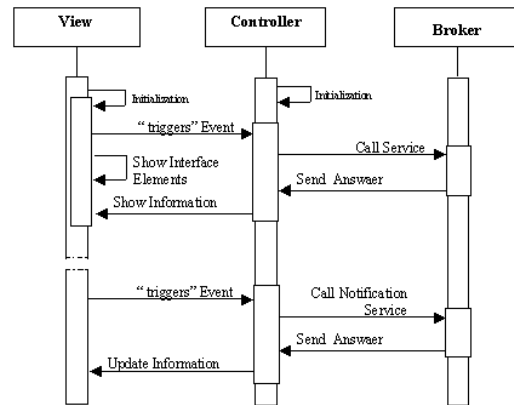 View
Controller
Broker
Initialization
Initialization
“ triggers” Event
Call Service
Show Interface
Elements
Send Answaer
Show Information
“triggers” Event
Call Notification
Service
Send Answaer
Update Information